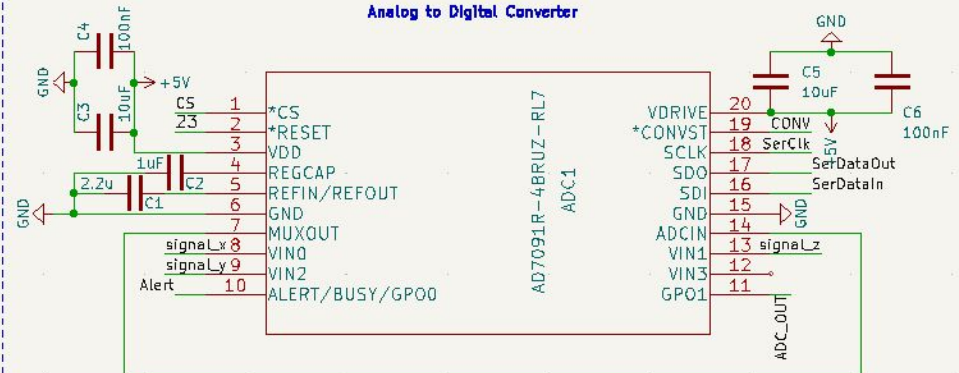 Analog to Digital Converter
C4
100nF
GND
+5V
C3
10uF
CS
23
1uF
C2
2.2u
C1
GND
signal_x
signal_y
Alert
1
2
3
4
5
6
7
8
9
10
*CS
*RESET
VDD
REGCAP
REFIN/REFOUT
GND
MUXOUT
VIN0
VIN2
ALERT/BUSY/GPO0
AD7091R-4BRUZ-RL7
ADC1
VDRIVE
*CONVST
SCLK
SDO
SDI
GND
ADCIN
VIN1
VIN3
GPO1
20
19
18
17
16
15
14
13
12
11
GND
C5
10uF
C6
100nF
CONV
SerClk
5V
SerDataOut
SerDataIn
GND
signal_z
ADC_OUT